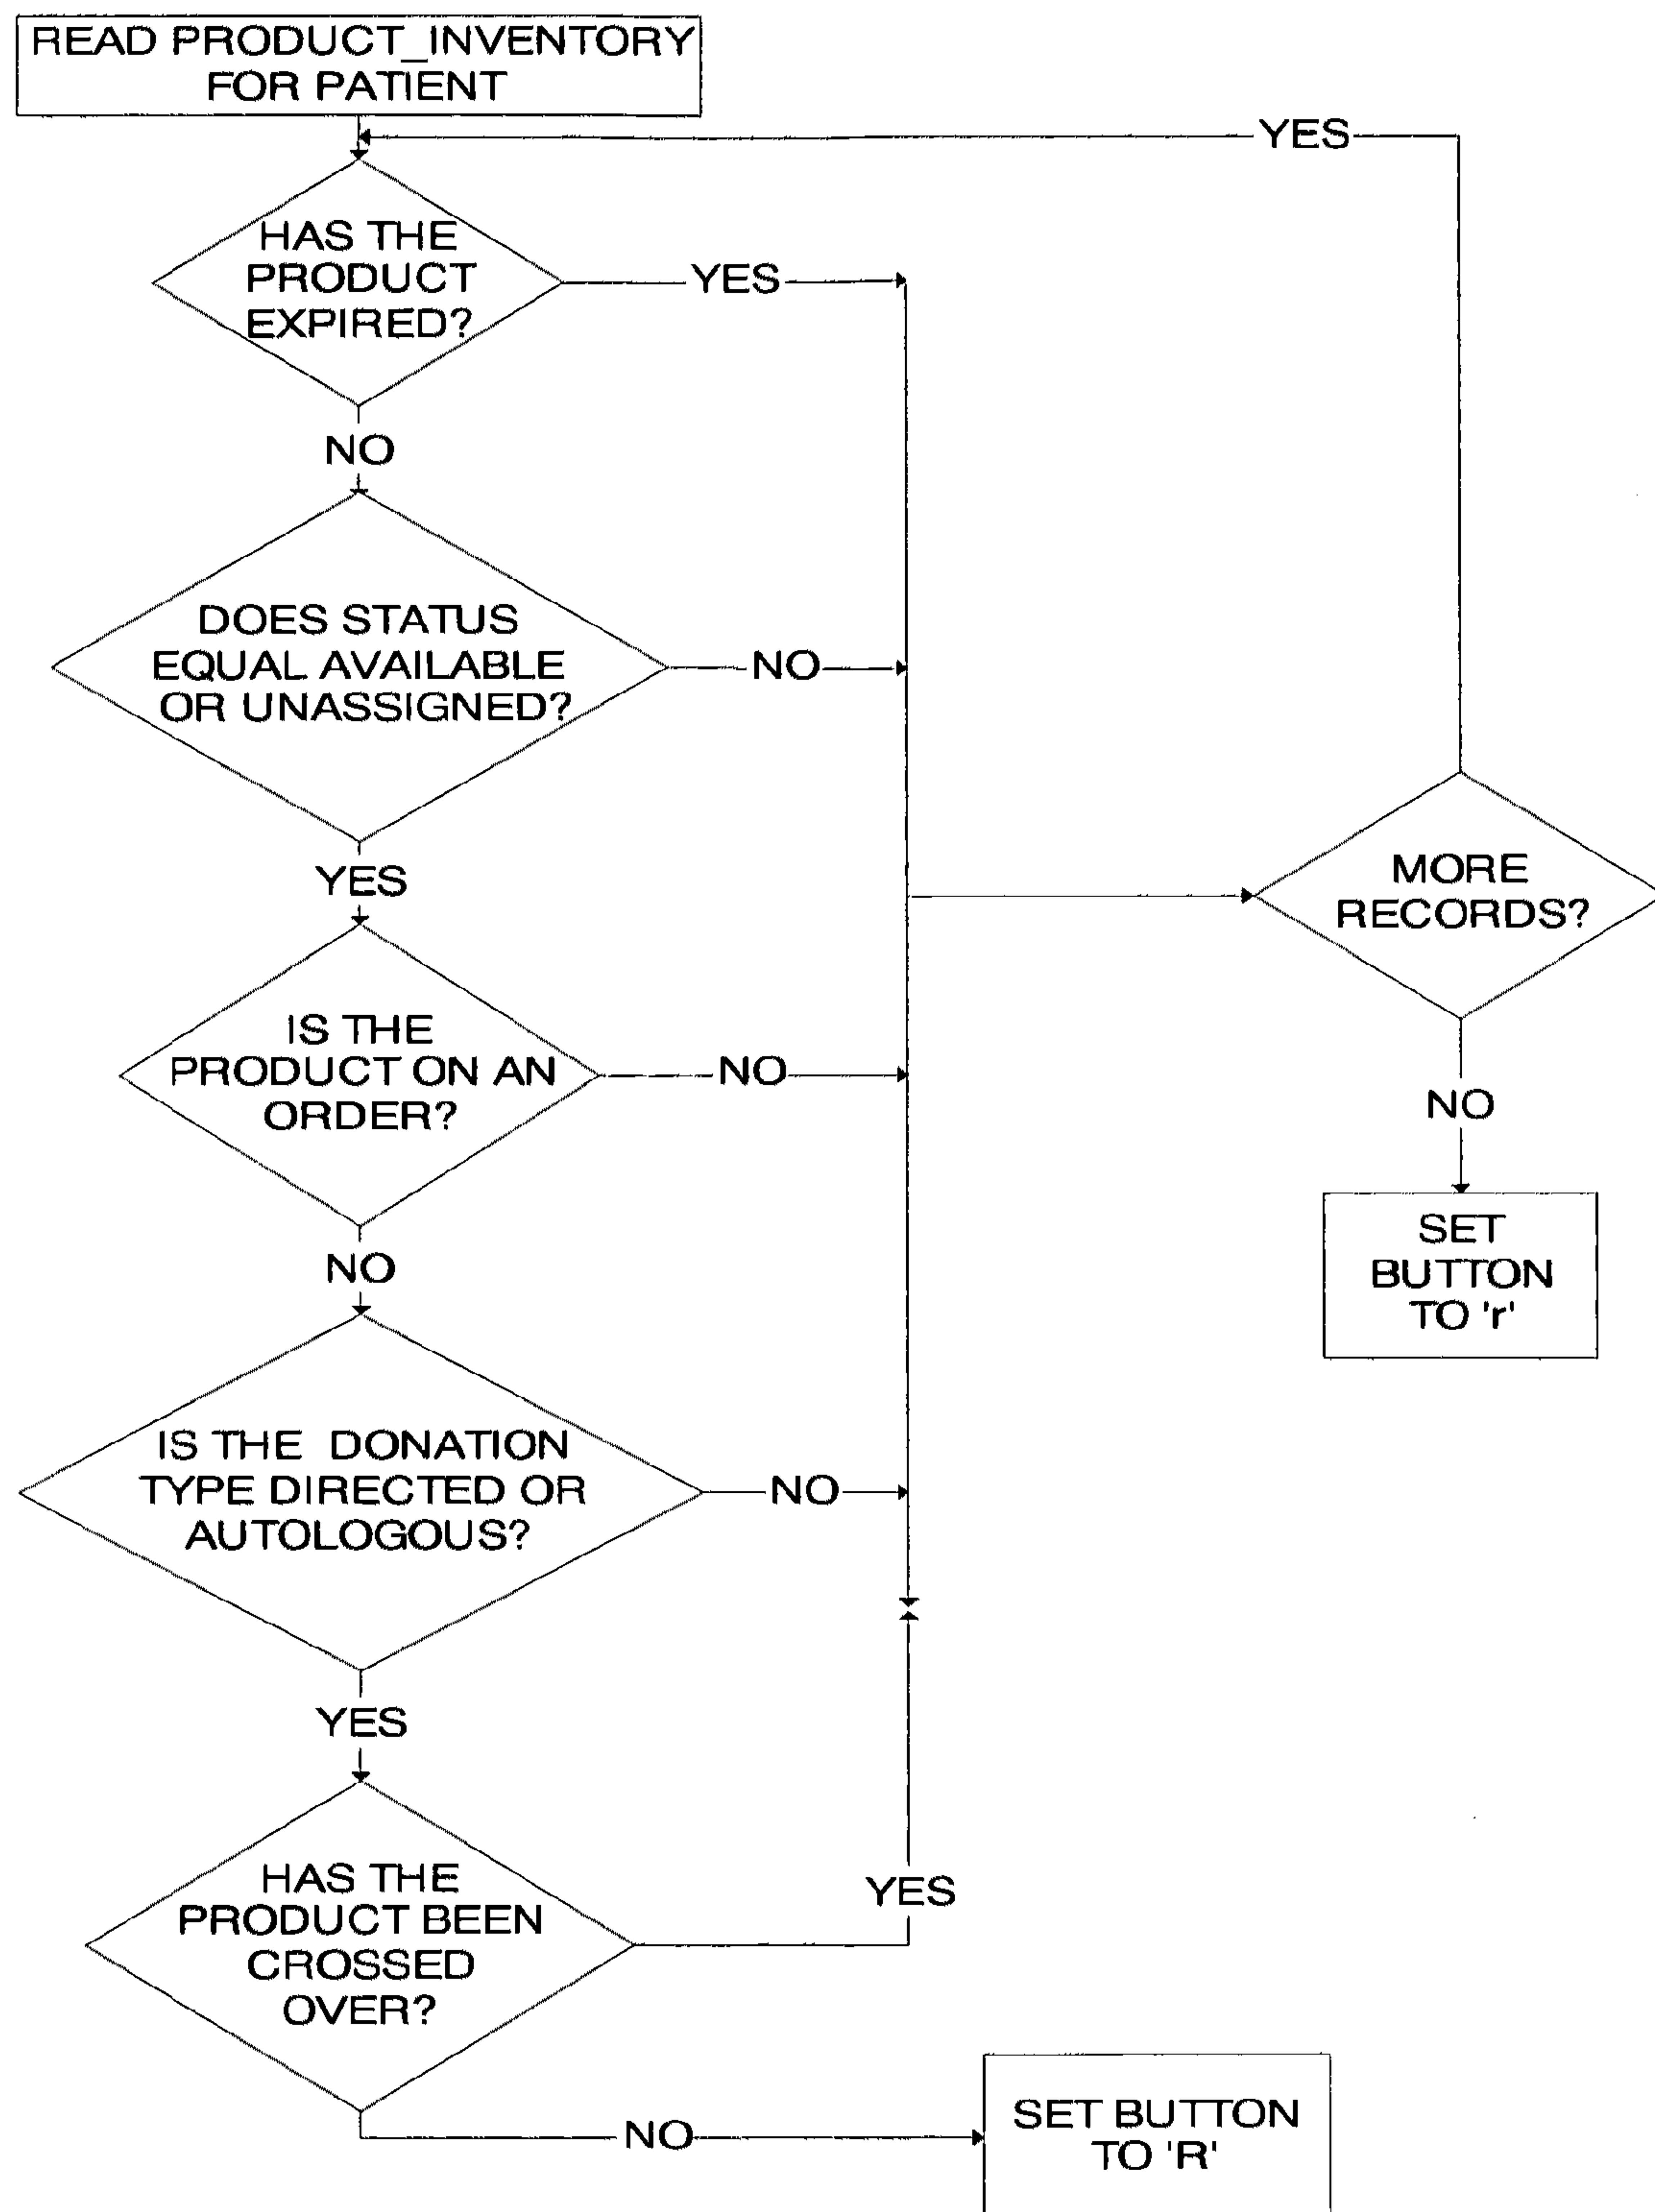 READ PRODUCT_INVENTORY
FOR PATIENT
YES
HAS THE
PRODUCT
EXPIRED?
YES
NO
DOES STATUS
EQUAL AVAILABLE
OR UNASSIGNED?
NO
YES
MORE
RECORDS?
IS THE
PRODUCT ON AN
ORDER?
NO
NO
NO
SET
BUTTON
TO 'r'
IS THE DONATION
TYPE DIRECTED OR
AUTOLOGOUS?
NO
YES
HAS THE
PRODUCT BEEN
CROSSED
OVER?
YES
NO
SET BUTTON
TO 'R'